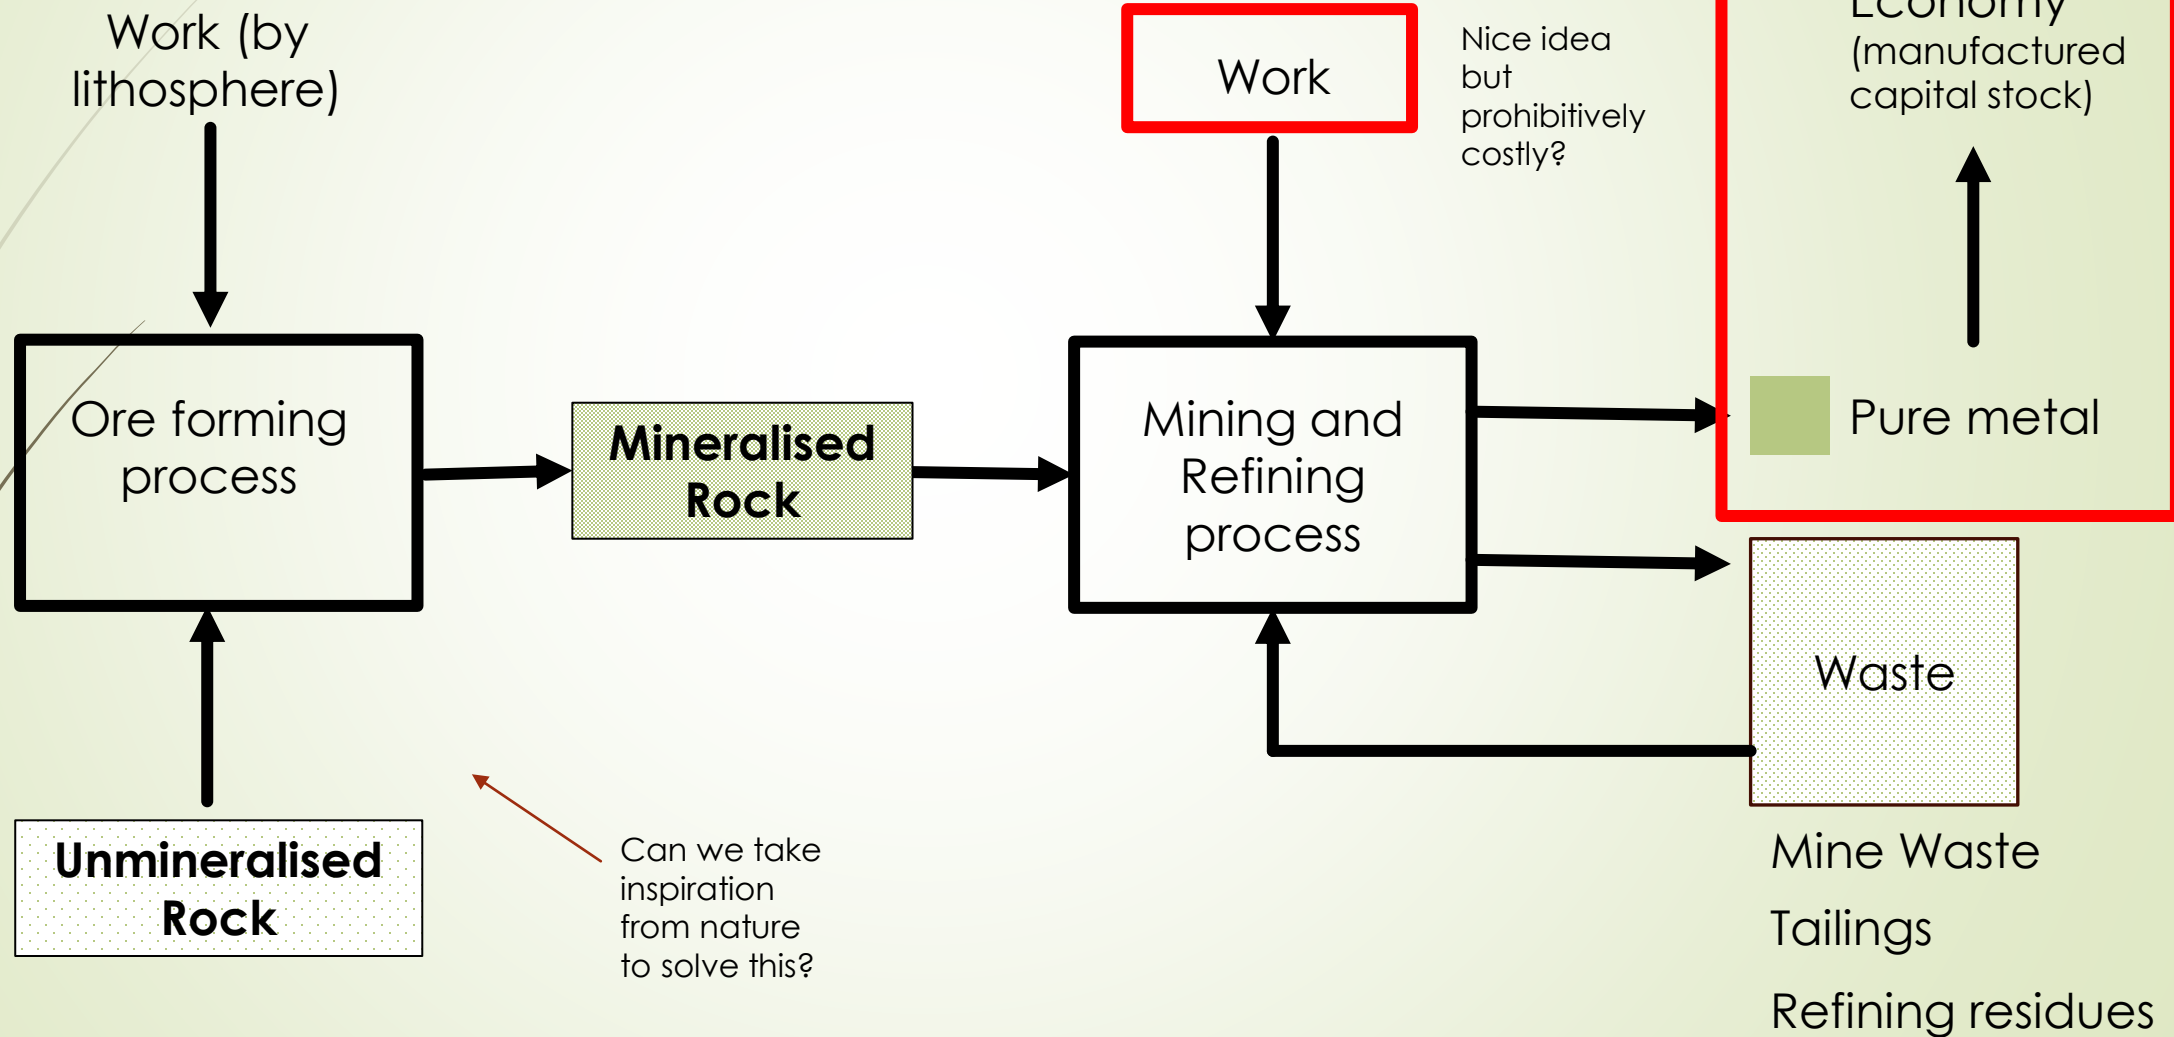 Work (by
lithosphere)
Work
Nice idea
but
prohibitively
costly?
Economy
(manufactured
capital stock)
Ore forming
process
Mineralised
Rock
Mining and
Refining
process
Pure metal
Waste
Unmineralised
Rock
Can we take
inspiration
from nature
to solve this?
Mine Waste
Tailings
Refining residues